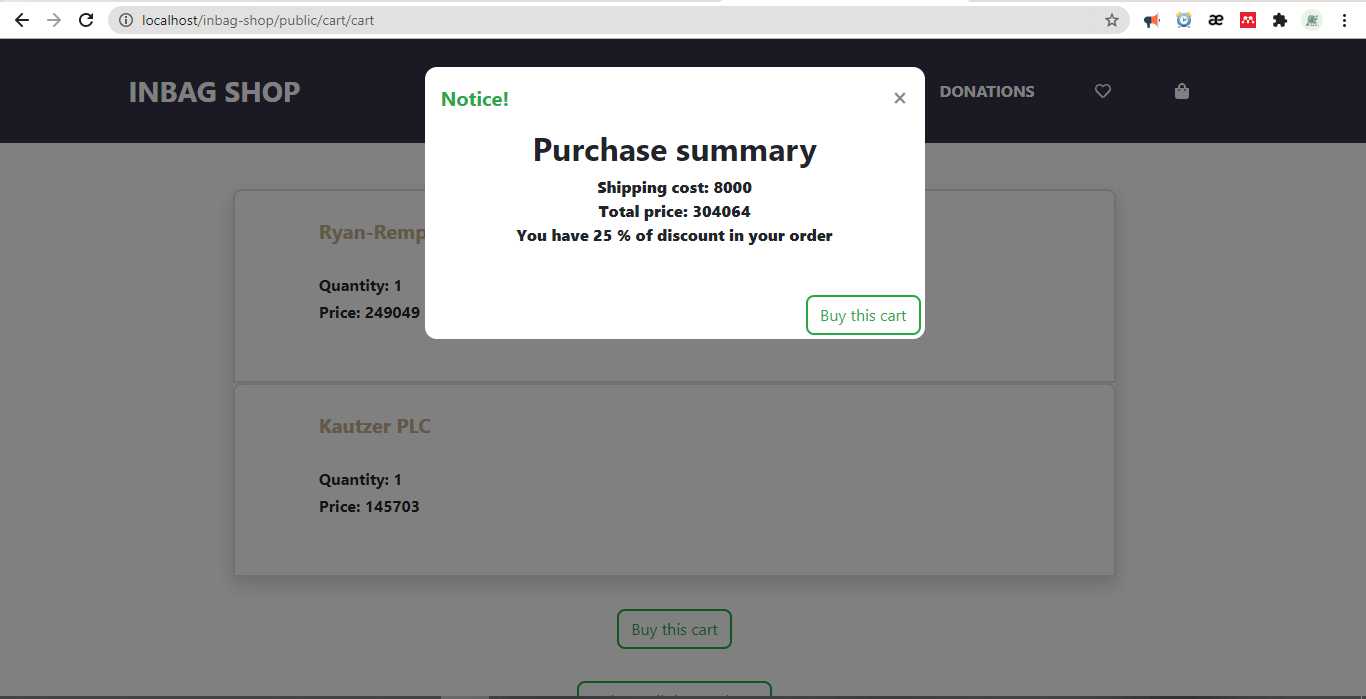 localhost/inbag-shop/public/cart/cart
INBAG SHOP
DONATIONS
Notice!
×
Purchase summary
Shipping cost: 8000
Total price: 304064
You have 25 % of discount in your order
Buy this cart
Ryan-Remp
Quantity: 1
Price: 249049
Kautzer PLC
Quantity: 1
Price: 145703
Buy this cart